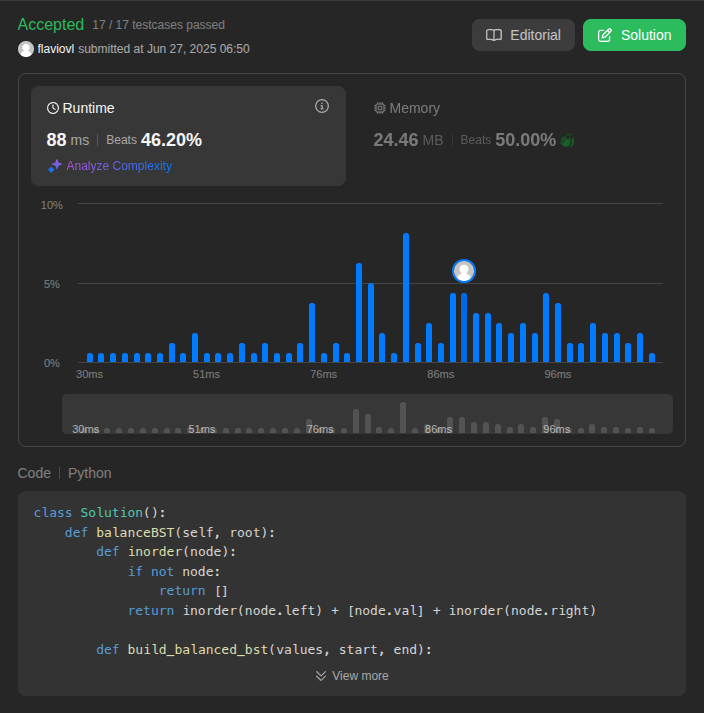 Accepted 17 / 17 testcases passed
Editorial
Solution
flaviovl submitted at Jun 27, 2025 06:50
Runtime
88 ms | Beats 46.20%
Analyze Complexity
Memory
24.46 MB | Beats 50.00%
10%
5%
0%
30ms 51ms 76ms 86ms 96ms
30ms 51ms 76ms 86ms 96ms
Code | Python
class Solution():
    def balanceBST(self, root):
        def inorder(node):
            if not node:
                return []
            return inorder(node.left) + [node.val] + inorder(node.right)
        def build_balanced_bst(values, start, end):
View more